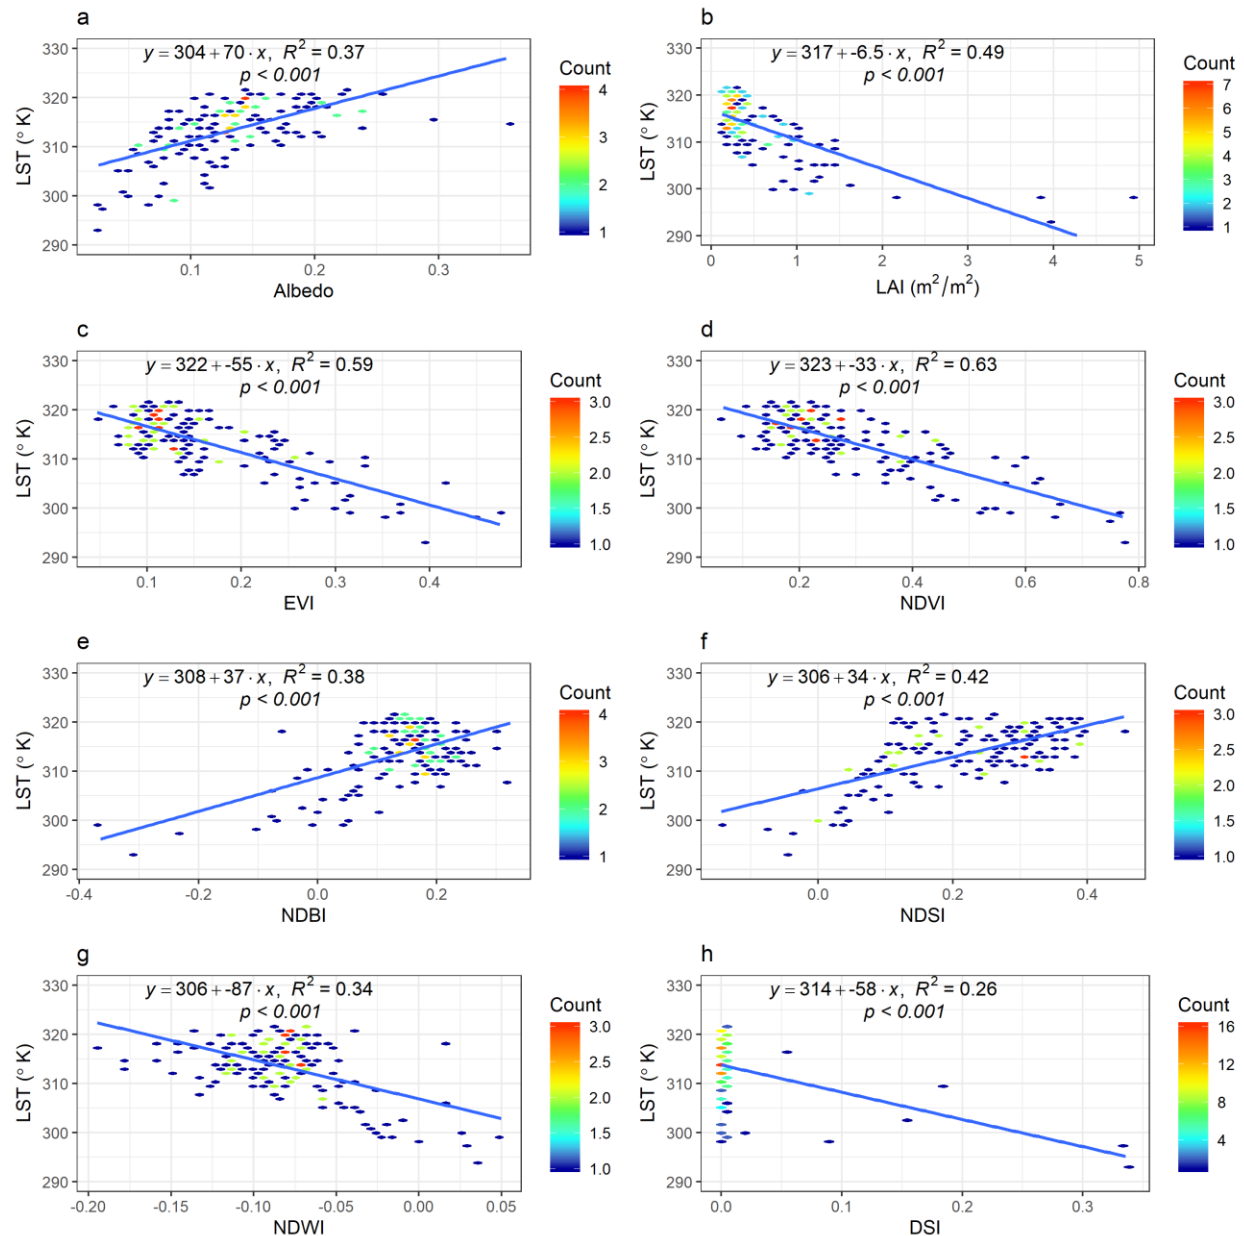 a
y = 304 + 70 · x, R² = 0.37
p < 0.001
330
320
310
300
290
LST (° K)
0.1 0.2 0.3
Albedo
Count
4
3
2
1
b
y = 317 + -6.5 · x, R² = 0.49
p < 0.001
330
320
310
300
290
LST (° K)
0 1 2 3 4 5
LAI (m²/m²)
Count
7
6
5
4
3
2
1
c
y = 322 + -55 · x, R² = 0.59
p < 0.001
330
320
310
300
290
LST (° K)
0.1 0.2 0.3 0.4
EVI
Count
3.0
2.5
2.0
1.5
1.0
d
y = 323 + -33 · x, R² = 0.63
p < 0.001
330
320
310
300
290
LST (° K)
0.2 0.4 0.6 0.8
NDVI
Count
3.0
2.5
2.0
1.5
1.0
e
y = 308 + 37 · x, R² = 0.38
p < 0.001
330
320
310
300
290
LST (° K)
-0.4 -0.2 0.0 0.2
NDBI
Count
4
3
2
1
f
y = 306 + 34 · x, R² = 0.42
p < 0.001
330
320
310
300
290
LST (° K)
0.0 0.2 0.4
NDSI
Count
3.0
2.5
2.0
1.5
1.0
g
y = 306 + -87 · x, R² = 0.34
p < 0.001
330
320
310
300
290
LST (° K)
-0.20 -0.15 -0.10 -0.05 0.00 0.05
NDWI
Count
3.0
2.5
2.0
1.5
1.0
h
y = 314 + -58 · x, R² = 0.26
p < 0.001
330
320
310
300
290
LST (° K)
0.0 0.1 0.2 0.3
DSI
Count
16
12
8
4